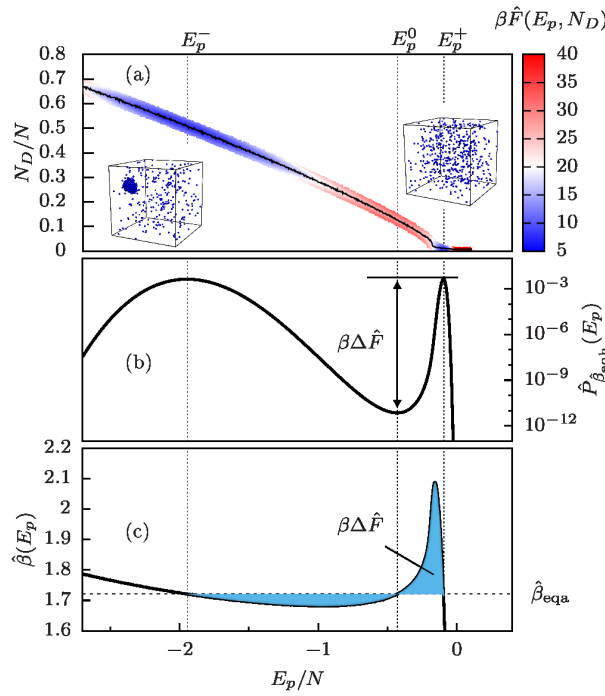 E_p^- E_p^0 E_p^+ βF̂(E_p, N_D)
(a)
N_D/N
0.8
0.7
0.6
0.5
0.4
0.3
0.2
0.1
0
40
35
30
25
20
15
10
5
(b)
βΔF̂
10^{-3}
10^{-6}
10^{-9}
10^{-12}
P̂_{β̂_{eqh}}(E_p)
(c)
β̂(E_p)
2.2
2.1
2.0
1.9
1.8
1.7
1.6
βΔF̂
β̂_{eqa}
-2 -1 0
E_p/N